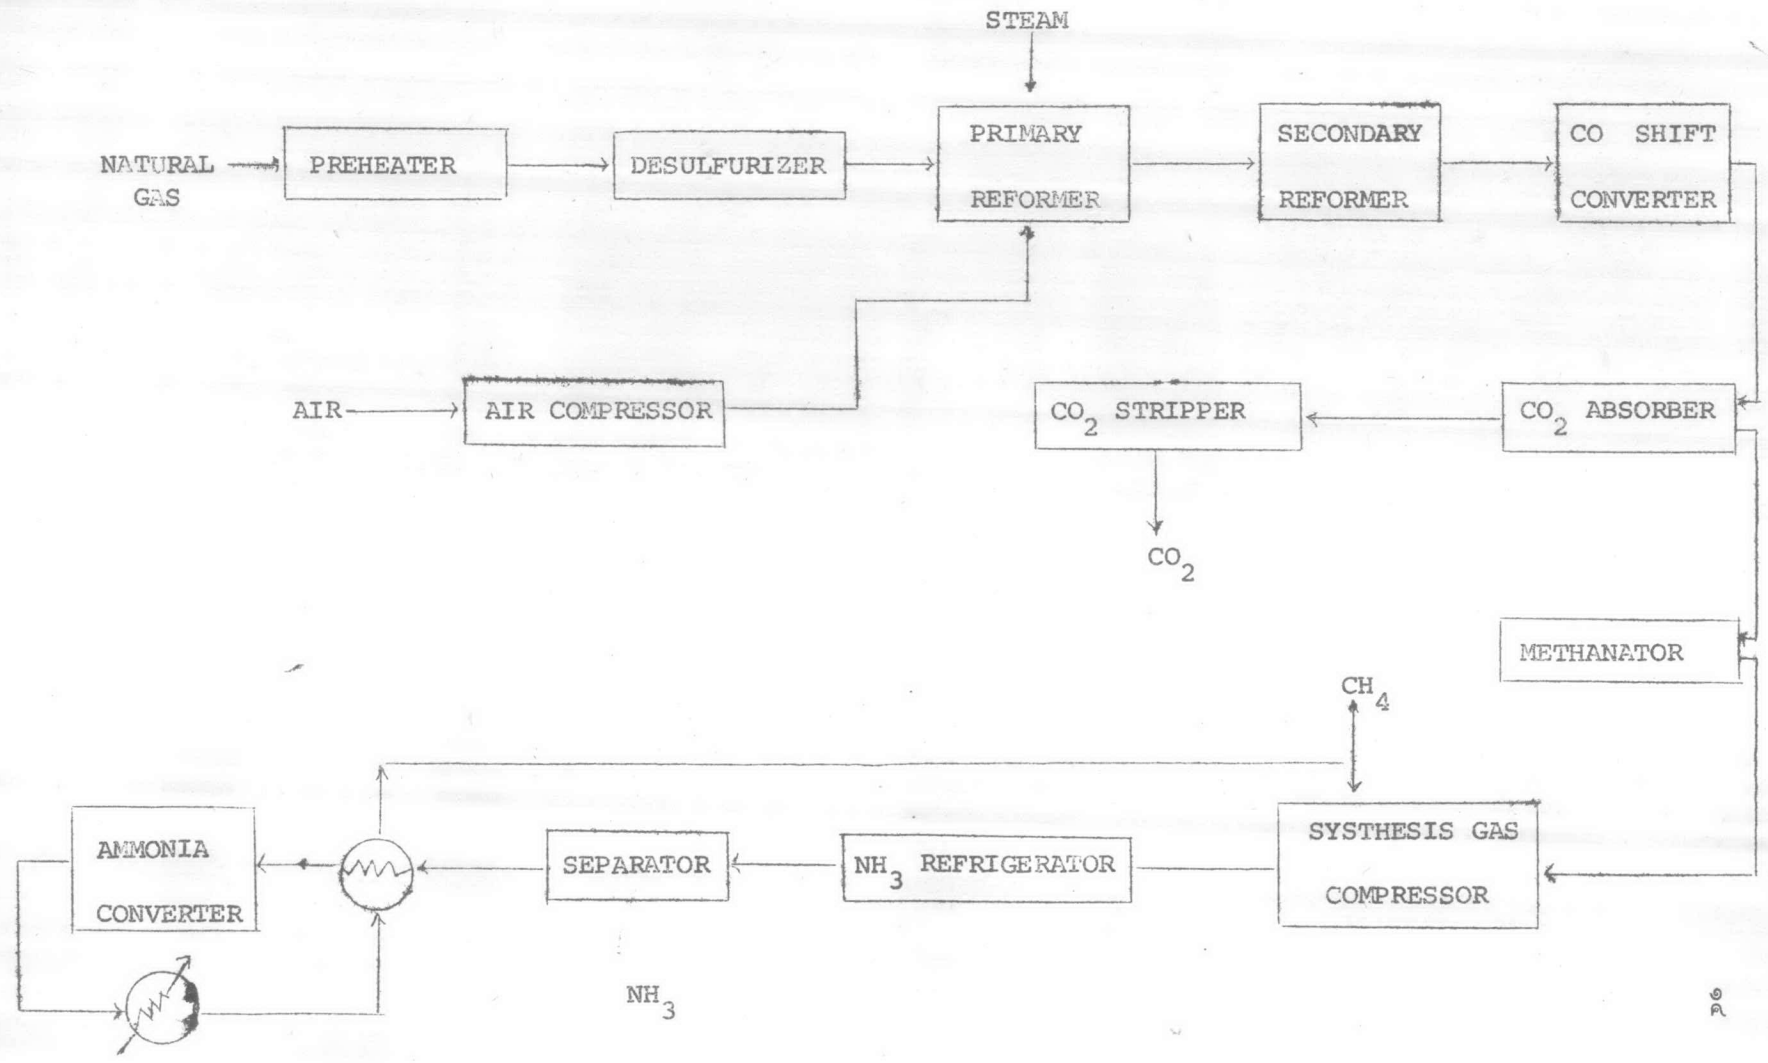 STEAM
NATURAL
GAS
PREHEATER
DESULFURIZER
PRIMARY
REFORMER
SECONDARY
REFORMER
CO SHIFT
CONVERTER
AIR
AIR COMPRESSOR
CO2 STRIPPER
CO2 ABSORBER
CO2
METHANATOR
CH4
AMMONIA
CONVERTER
SEPARATOR
NH3 REFRIGERATOR
SYSTHESIS GAS
COMPRESSOR
NH3